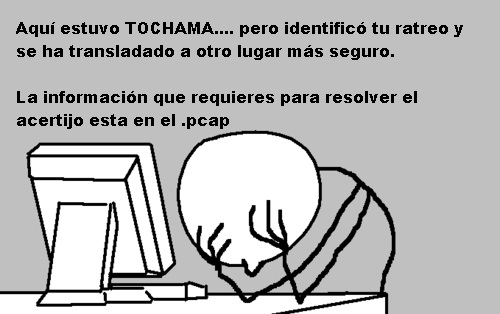 Aquí estuvo TOCHAMA.... pero identificó tu ratreo y
se ha transladado a otro lugar más seguro.
La información que requieres para resolver el
acertijo esta en el .pcap